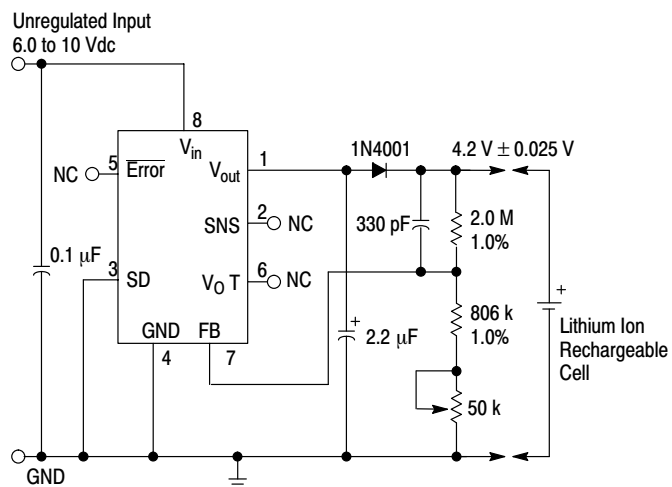 Unregulated Input
6.0 to 10 Vdc
8
Vin
1N4001
4.2 V ± 0.025 V
5
Error
1
Vout
NC
330 pF
2.0 M
1.0%
SNS
2
NC
0.1 µF
3
SD
VO T
6
NC
806 k
1.0%
GND
FB
2.2 µF
4
7
Lithium Ion
Rechargeable
Cell
50 k
GND